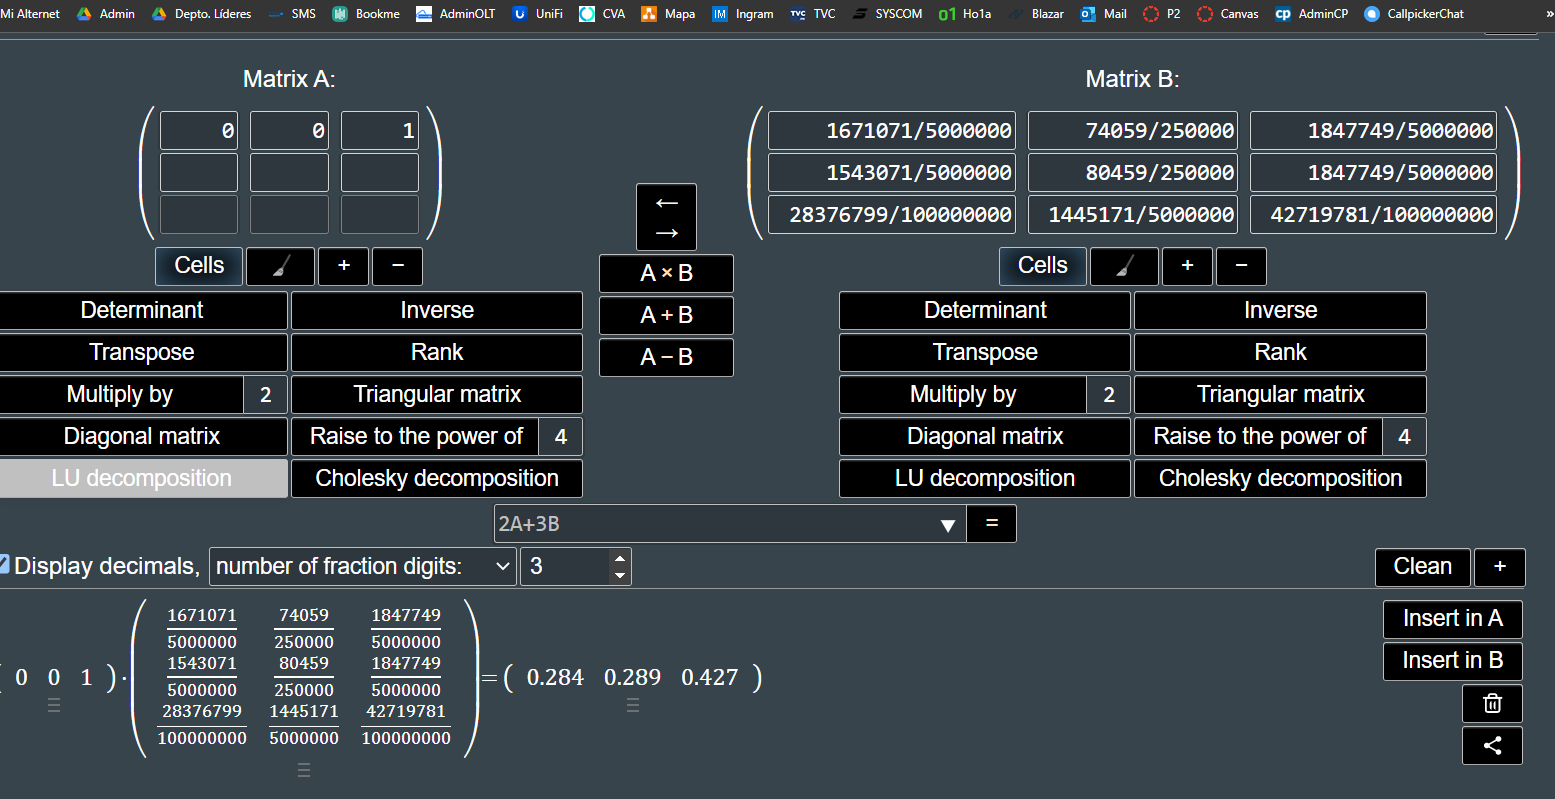 Mi Alternet Admin Depto. Líderes SMS Bookme AdminOLT UniFi CVA Mapa IM Ingram TVC TVC SYSCOM o1 Ho1a Blazar Mail P2 Canvas cp AdminCP CallpickerChat »
Matrix A: Matrix B:
0 0 1 1671071/5000000 74059/250000 1847749/5000000
1543071/5000000 80459/250000 1847749/5000000
28376799/100000000 1445171/5000000 42719781/100000000
←
→
Cells + − Cells + −
A × B
A + B
A − B
Determinant Inverse Determinant Inverse
Transpose Rank Transpose Rank
Multiply by 2 Triangular matrix Multiply by 2 Triangular matrix
Diagonal matrix Raise to the power of 4 Diagonal matrix Raise to the power of 4
LU decomposition Cholesky decomposition LU decomposition Cholesky decomposition
2A+3B ▼ =
Display decimals, number of fraction digits: 3 Clean +
1671071 74059 1847749
5000000 250000 5000000
1543071 80459 1847749
( 0 0 1 ) · = ( 0.284 0.289 0.427 )
5000000 250000 5000000
28376799 1445171 42719781
100000000 5000000 100000000
Insert in A
Insert in B